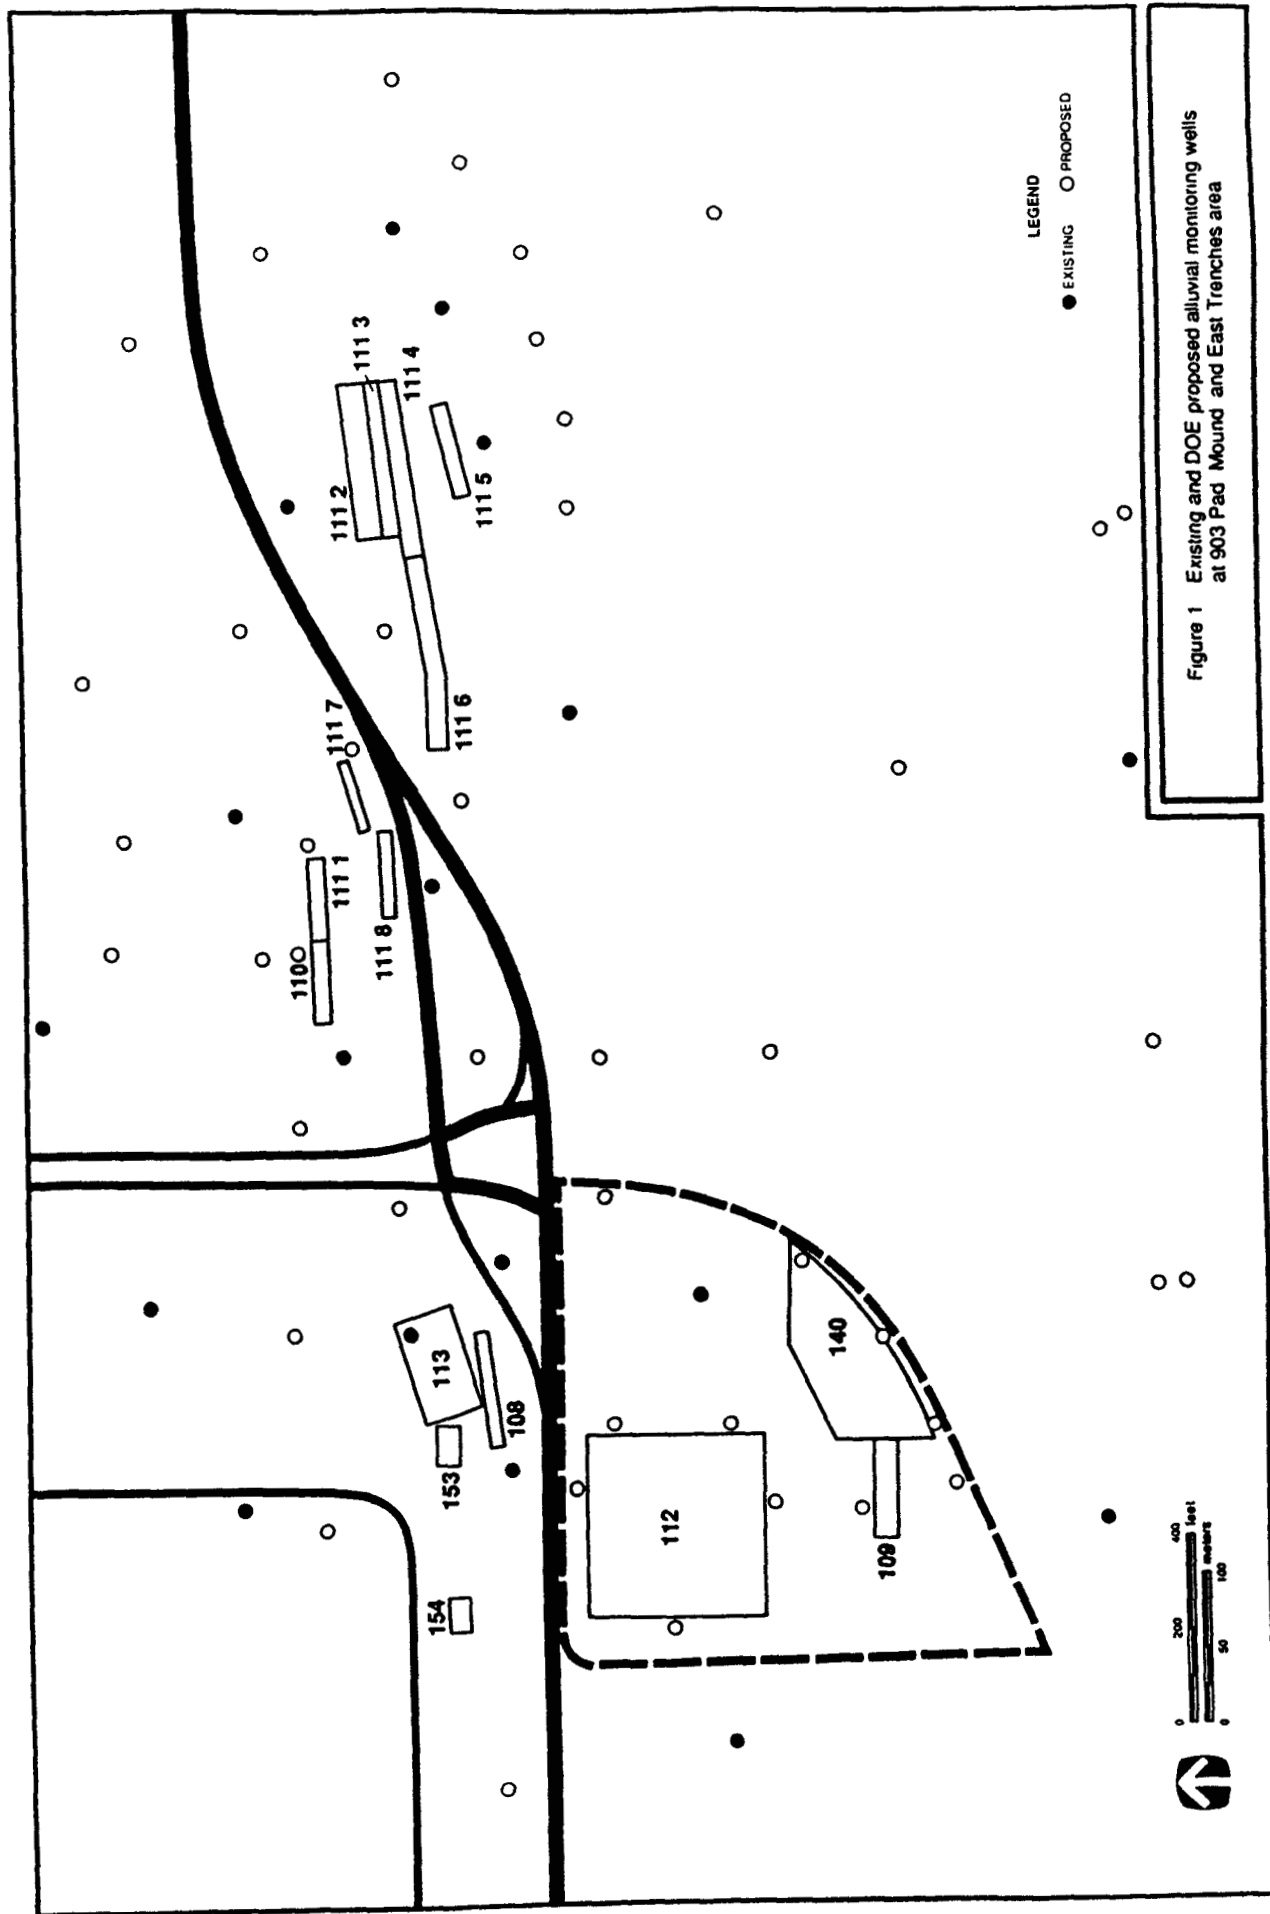 Figure 1 Existing and DOE proposed alluvial monitoring wells
at 903 Pad Mound and East Trenches area
LEGEND
EXISTING
PROPOSED
111 2
111 3
111 4
111 5
111 6
111 7
111 8
111 1
110
113
108
153
154
112
140
109
0 200 400 feet
0 50 100 meters